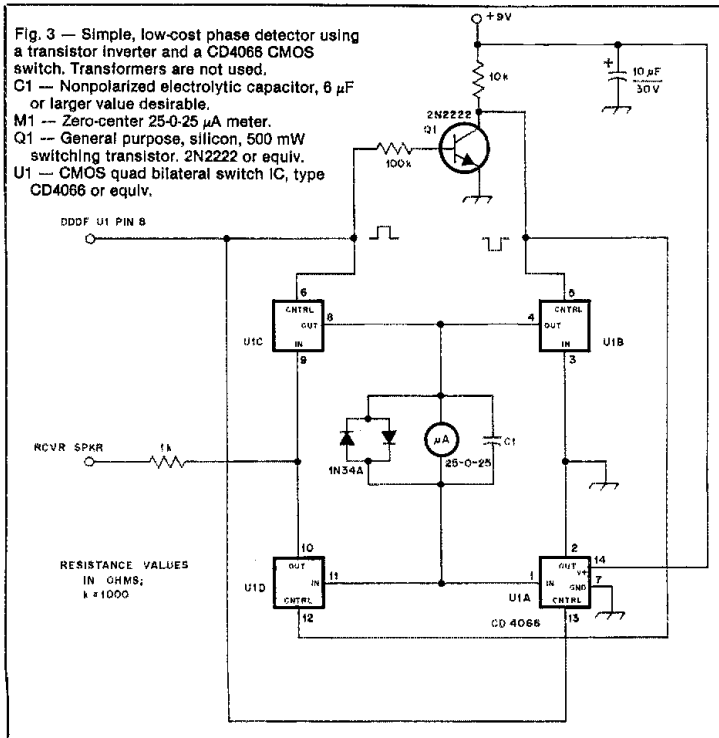 Fig. 3 — Simple, low-cost phase detector using
a transistor inverter and a CD4066 CMOS
switch. Transformers are not used.
C1 — Nonpolarized electrolytic capacitor, 6 µF
or larger value desirable.
M1 — Zero-center 25-0-25 µA meter.
Q1 — General purpose, silicon, 500 mW
switching transistor. 2N2222 or equiv.
U1 — CMOS quad bilateral switch IC, type
CD4066 or equiv.
+9V
10k
+
10 µF
30V
2N2222
Q1
100k
DDDF U1 PIN 8
6
CNTRL
OUT
8
IN
9
U1C
5
CNTRL
4
OUT
IN
3
U1B
µA
25-0-25
C1
1N34A
RCVR SPKR
1k
RESISTANCE VALUES
IN OHMS;
k = 1000
10
OUT
U1D
IN
11
CNTRL
12
2
OUT
V+
14
1
IN
GND
7
U1A
CNTRL
CD 4066
13